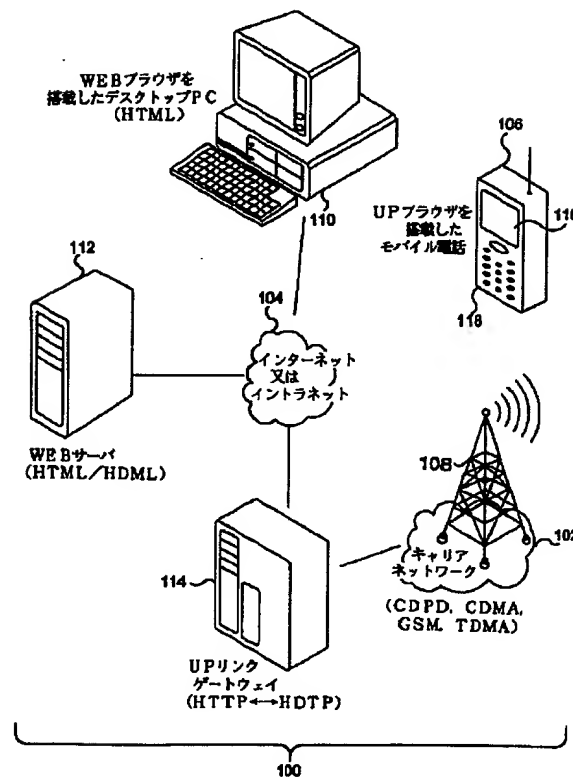 WEBブラウザを
搭載したデスクトップPC
(HTML)
110
106
116
UPブラウザを
搭載した
モバイル電話
118
112
104
インターネット
又は
イントラネット
WEBサーバ
(HTML/HDML)
108
102
キャリア
ネットワーク
(CDPD, CDMA,
GSM, TDMA)
114
UPリンク
ゲートウェイ
(HTTP↔HDTP)
100